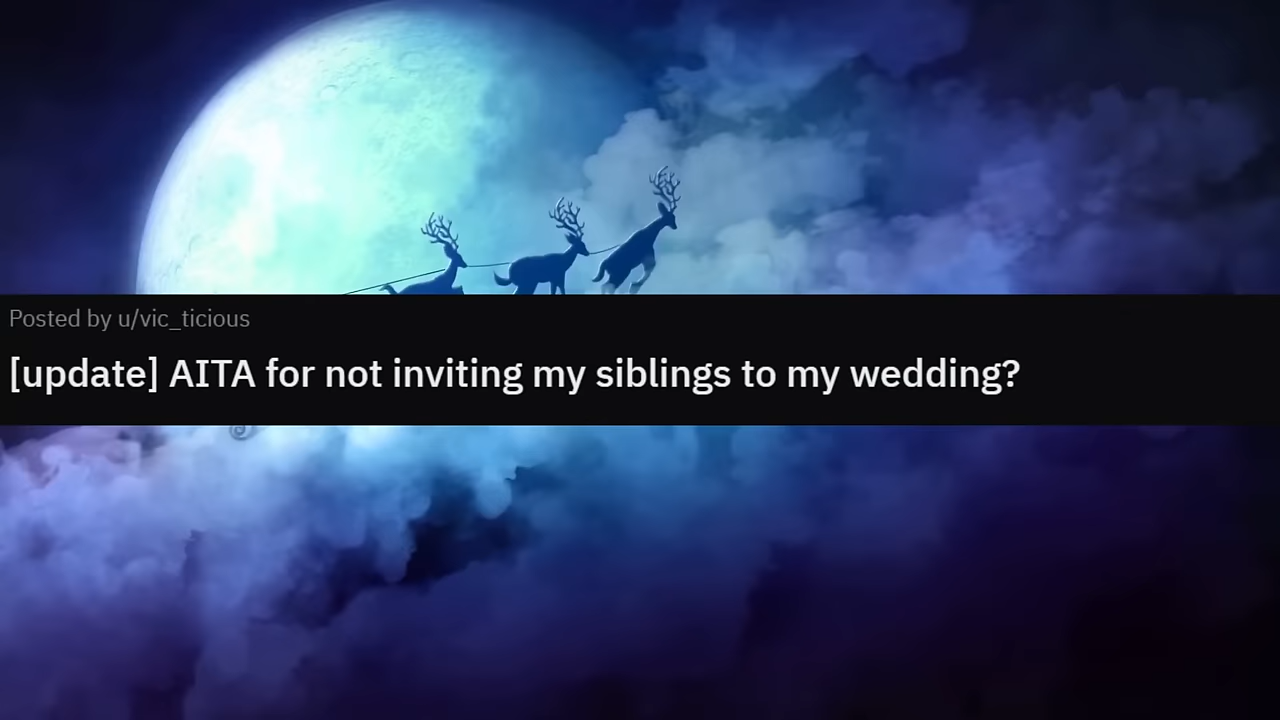 Posted by u/vic_ticious
[update] AITA for not inviting my siblings to my wedding?